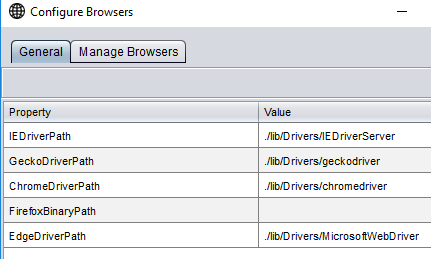 Configure Browsers
General Manage Browsers
Property Value
IEDriverPath ./lib/Drivers/IEDriverServer
GeckoDriverPath ./lib/Drivers/geckodriver
ChromeDriverPath ./lib/Drivers/chromedriver
FirefoxBinaryPath
EdgeDriverPath ./lib/Drivers/MicrosoftWebDriver